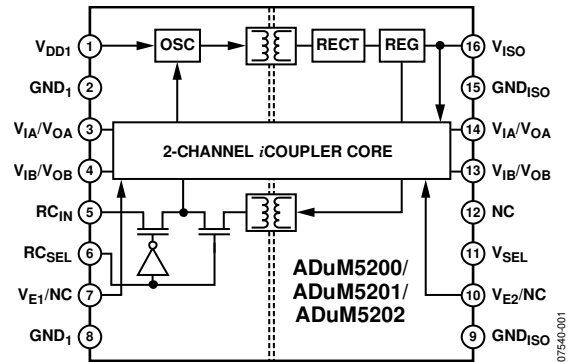 V_DD1 1 OSC RECT REG 16 V_ISO
GND_1 2 15 GND_ISO
V_IA/V_OA 3 14 V_IA/V_OA
2-CHANNEL iCOUPLER CORE
V_IB/V_OB 4 13 V_IB/V_OB
RC_IN 5 12 NC
RC_SEL 6 11 V_SEL
ADuM5200/
ADuM5201/
ADuM5202
V_E1/NC 7 10 V_E2/NC
GND_1 8 9 GND_ISO
07540-001